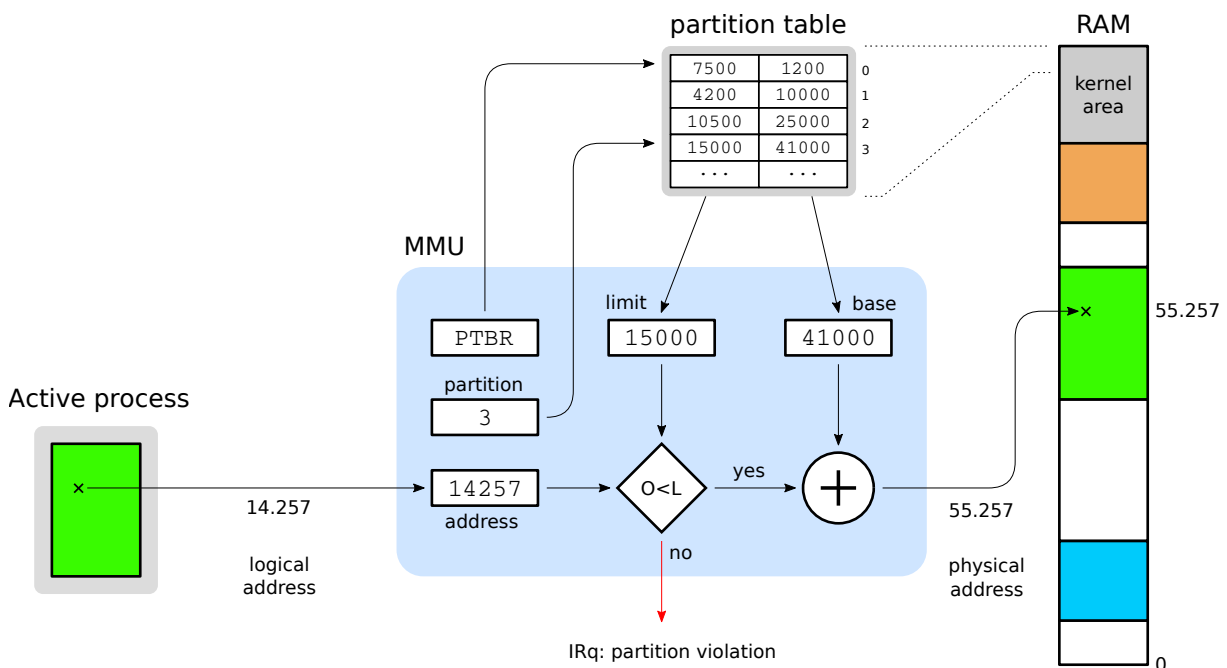 partition table
RAM
7500 1200 0
4200 10000 1
10500 25000 2
15000 41000 3
... ...
kernel
area
MMU
limit
base
PTBR
15000
41000
55.257
partition
3
Active process
14257
O<L
yes
14.257
address
55.257
no
logical
address
physical
address
IRq: partition violation
0